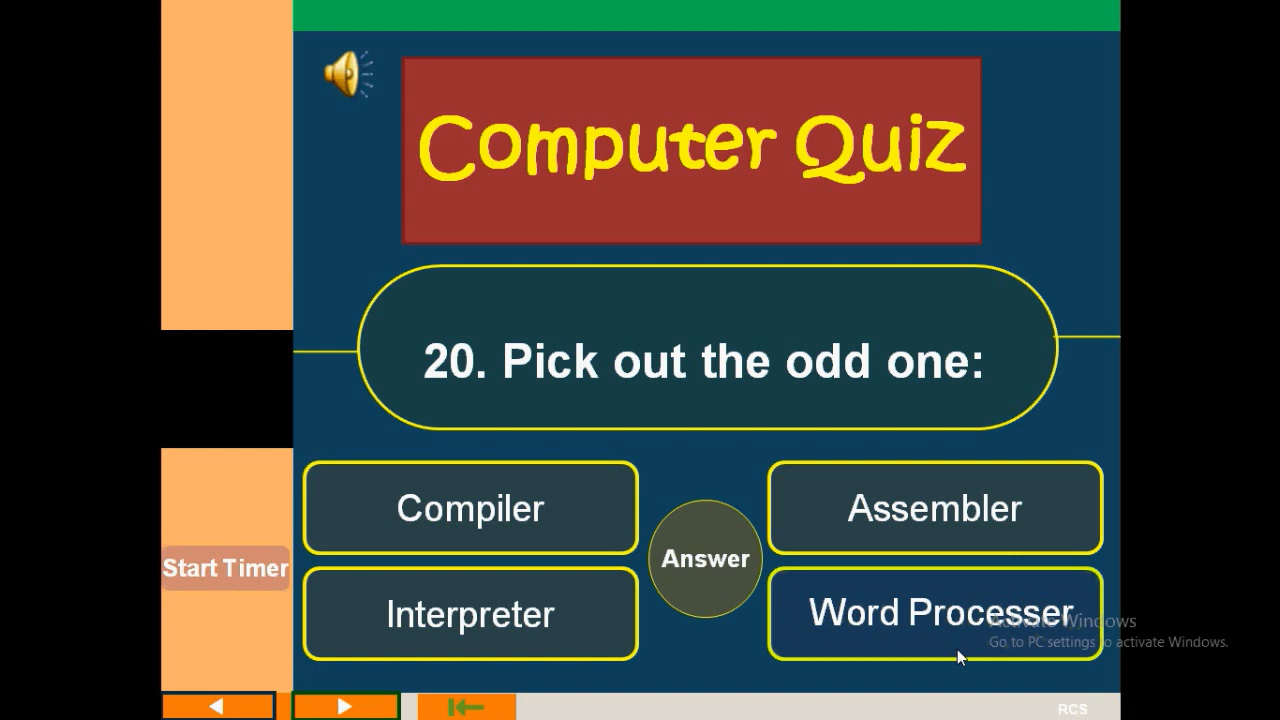 Computer Quiz
20. Pick out the odd one:
Compiler
Assembler
Answer
Start Timer
Interpreter
Word Processer
Activate Windows
Go to PC settings to activate Windows.
RCS